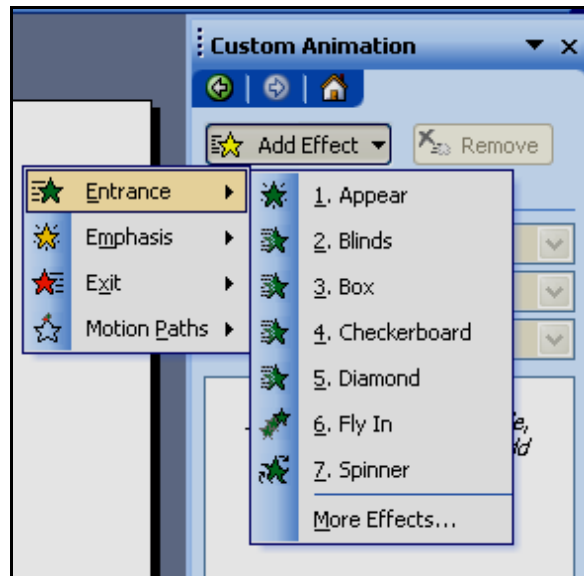 Custom Animation
Add Effect
Remove
Entrance
Emphasis
Exit
Motion Paths
1. Appear
2. Blinds
3. Box
4. Checkerboard
5. Diamond
6. Fly In
7. Spinner
More Effects...